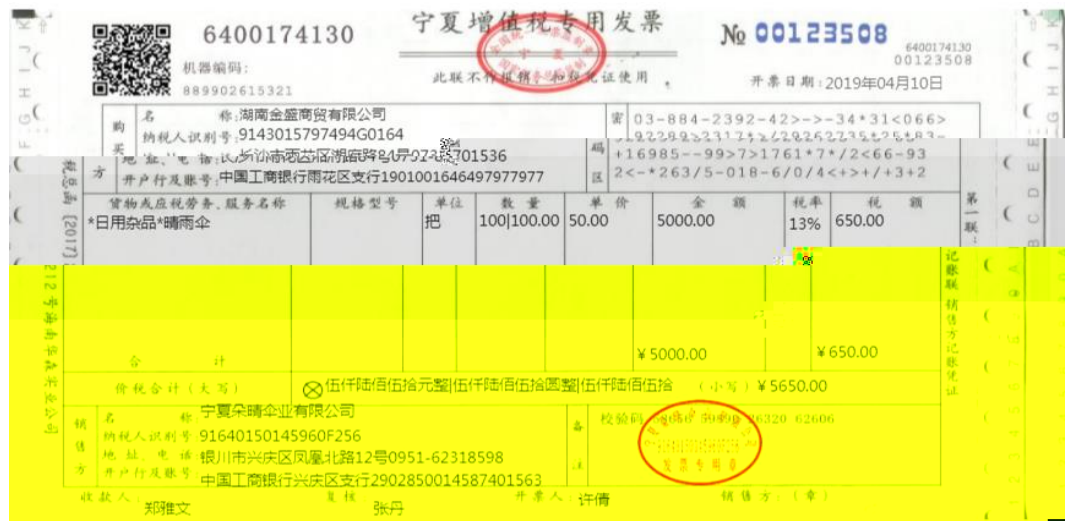 宁夏增值税专用发票
6400174130
№ 00123508
6400174130
00123508
机器编码:
889902615321
此联不作报销、扣税凭证使用
开票日期:2019年04月10日
购买方
名 称:湖南金盛商贸有限公司
纳税人识别号:9143015797494G0164
地址、电话:
701536
开户行及账号:中国工商银行雨花区支行1901001646497977977
密码区
03-884-2392-42>->-34*31<066>
+16985--99>7>1761*7*/2<66-93
2<-*263/5-018-6/0/4<+>+/+3+2
货物或应税劳务、服务名称 规格型号 单位 数量 单价 金额 税率 税额
*日用杂品*晴雨伞 把 100|100.00 50.00 5000.00 13% 650.00
合 计 ¥5000.00 ¥650.00
价税合计(大写) ⊗伍仟陆佰伍拾元整|伍仟陆佰伍拾圆整|伍仟陆佰伍拾 (小写)¥5650.00
销售方
名 称:宁夏朵晴伞业有限公司
纳税人识别号 91640150145960F256
地址、电话 银川市兴庆区凤凰北路12号0951-62318598
开户行及账号 中国工商银行兴庆区支行2902850014587401563
备注
校验码 26320 62606
发票专用章
收款人:郑雅文 复核 张丹 开票人:许倩 销售方:(章)
第一联:记账联 销售方记账凭证